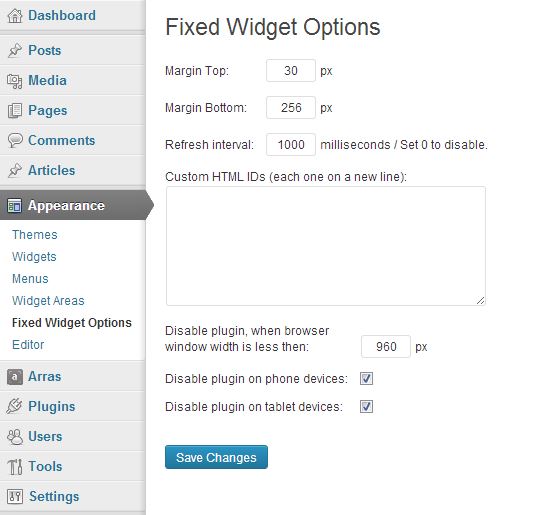 Dashboard
Posts
Media
Pages
Comments
Articles
Appearance
Themes
Widgets
Menus
Widget Areas
Fixed Widget Options
Editor
a Arras
Plugins
Users
Tools
Settings
Fixed Widget Options
Margin Top: 30 px
Margin Bottom: 256 px
Refresh interval: 1000 milliseconds / Set 0 to disable.
Custom HTML IDs (each one on a new line):
Disable plugin, when browser
window width is less then: 960 px
Disable plugin on phone devices:
Disable plugin on tablet devices:
Save Changes